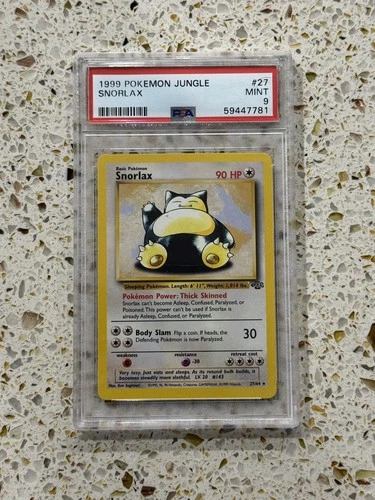 1999 POKEMON JUNGLE #27
SNORLAX MINT
9
PSA 59447781
Basic Pokémon
Snorlax 90 HP
Sleeping Pokémon. Length: 6' 11", Weight: 1,014 lbs.
Pokémon Power: Thick Skinned
Snorlax can't become Asleep, Confused, Paralyzed, or
Poisoned. This power can't be used if Snorlax is
already Asleep, Confused, or Paralyzed.
Body Slam Flip a coin. If heads, the
Defending Pokémon is now Paralyzed.
30
weakness resistance retreat cost
-30
Very lazy. Just eats and sleeps. As its rotund bulk builds, it
becomes steadily more slothful. LV. 20 #143
27/64